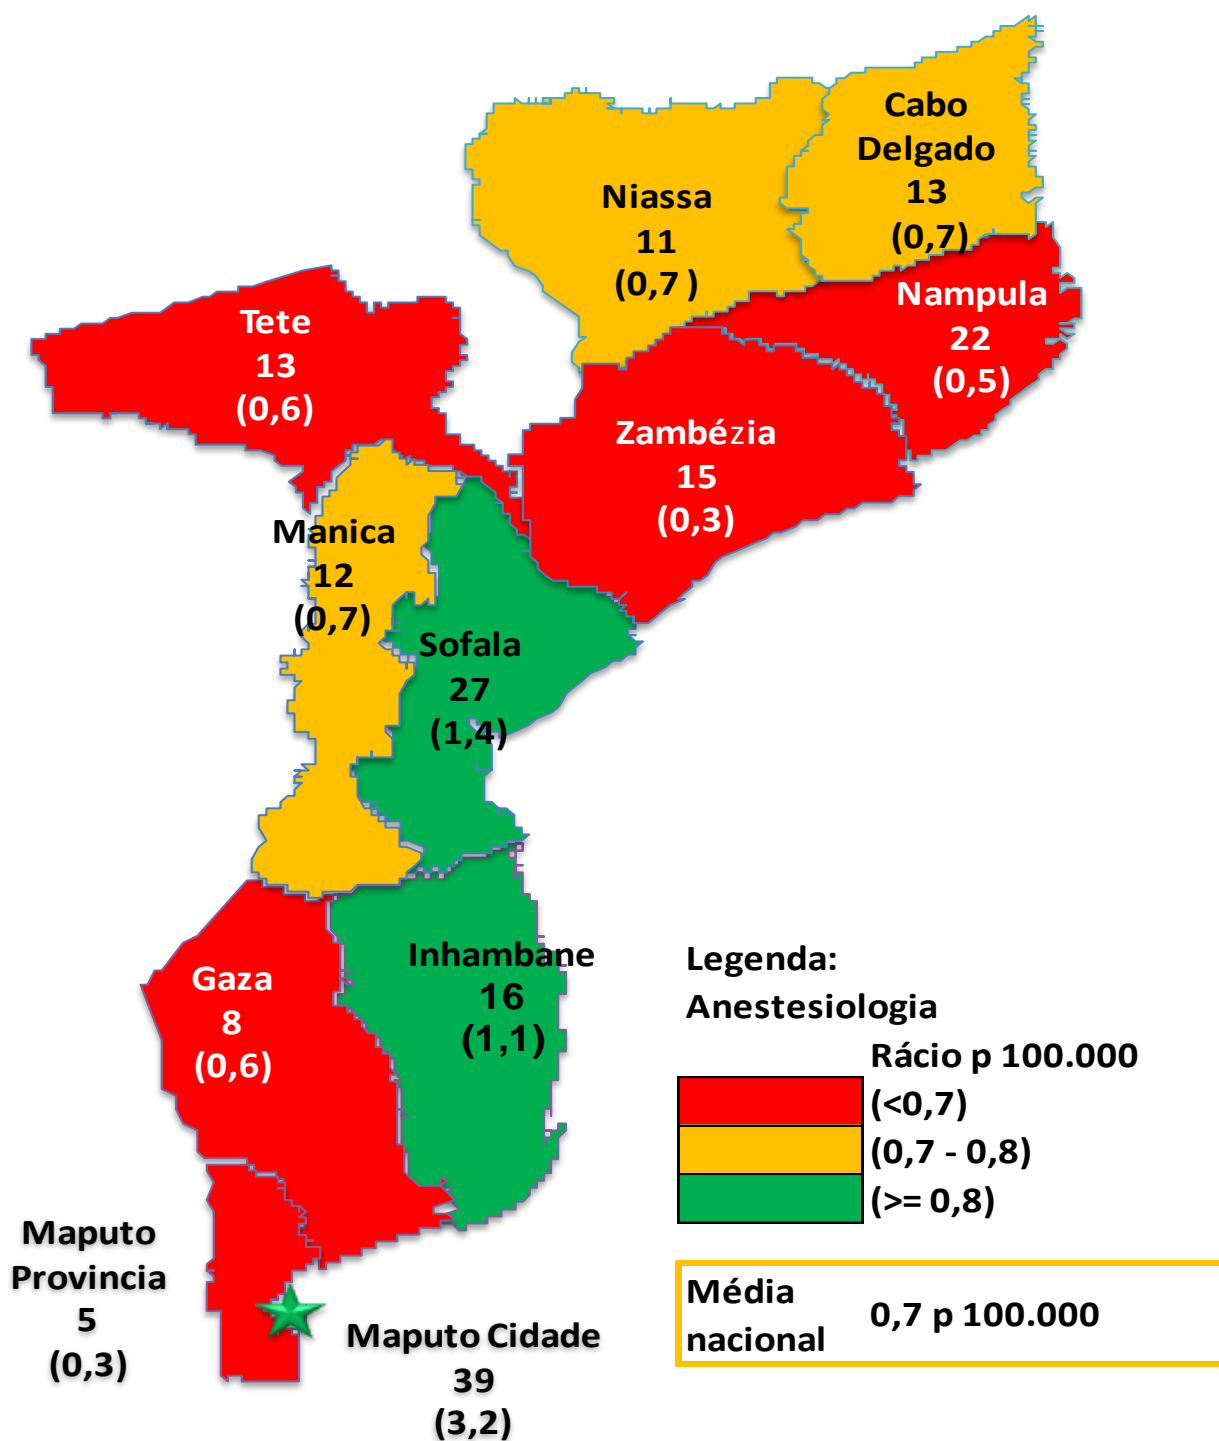 Cabo
Delgado
13
(0,7)
Niassa
11
(0,7 )
Nampula
22
(0,5)
Tete
13
(0,6)
Zambézia
15
(0,3)
Manica
12
(0,7)
Sofala
27
(1,4)
Inhambane
16
(1,1)
Gaza
8
(0,6)
Maputo
Provincia
5
(0,3)
Maputo Cidade
39
(3,2)
Legenda:
Anestesiologia
Rácio p 100.000
(<0,7)
(0,7 - 0,8)
(>= 0,8)
Média
nacional
0,7 p 100.000